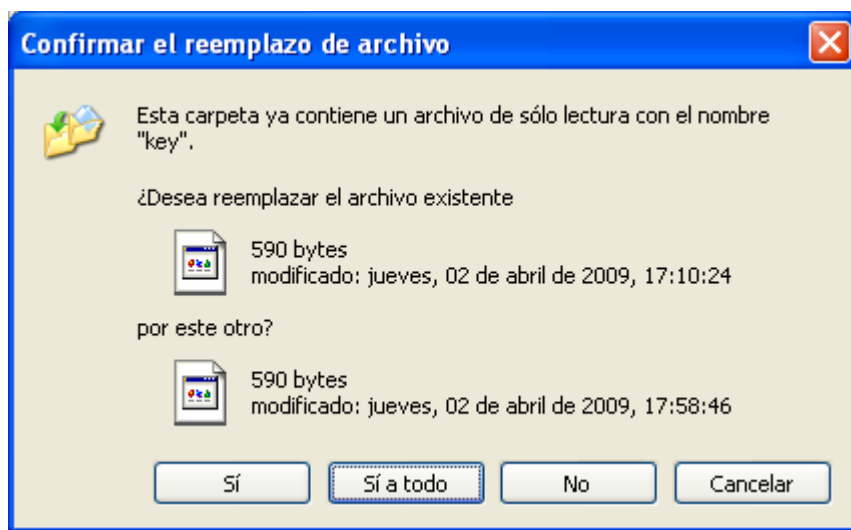 Confirmar el reemplazo de archivo
Esta carpeta ya contiene un archivo de sólo lectura con el nombre
"key".
¿Desea reemplazar el archivo existente
590 bytes
modificado: jueves, 02 de abril de 2009, 17:10:24
por este otro?
590 bytes
modificado: jueves, 02 de abril de 2009, 17:58:46
Sí
Sí a todo
No
Cancelar